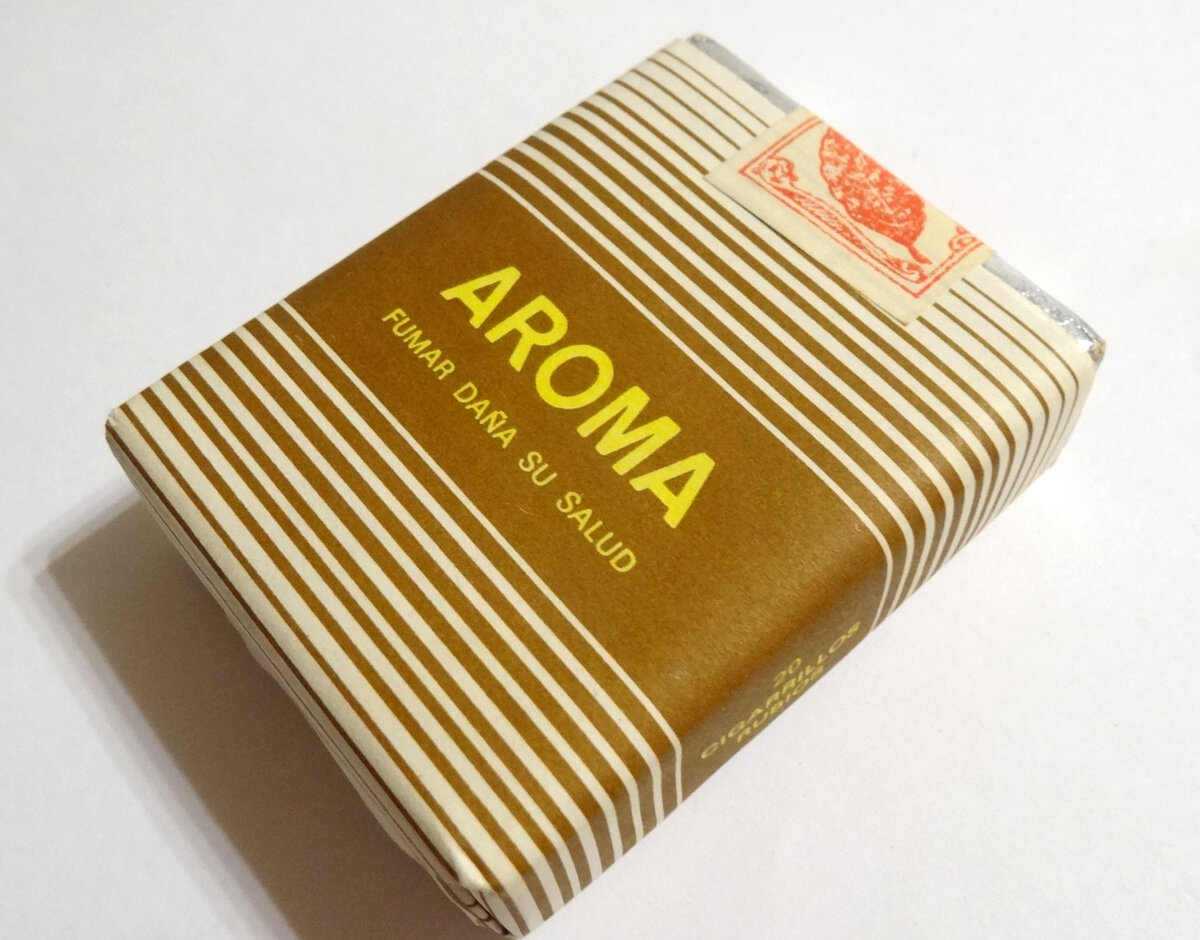 AROMA
FUMAR DAÑA SU SALUD
20
CIGARRILLOS
RUBIOS